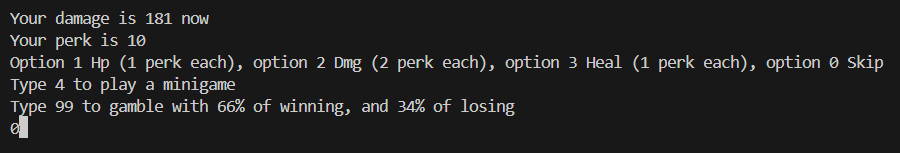 Your damage is 181 now
Your perk is 10
Option 1 Hp (1 perk each), option 2 Dmg (2 perk each), option 3 Heal (1 perk each), option 0 Skip
Type 4 to play a minigame
Type 99 to gamble with 66% of winning, and 34% of losing
0